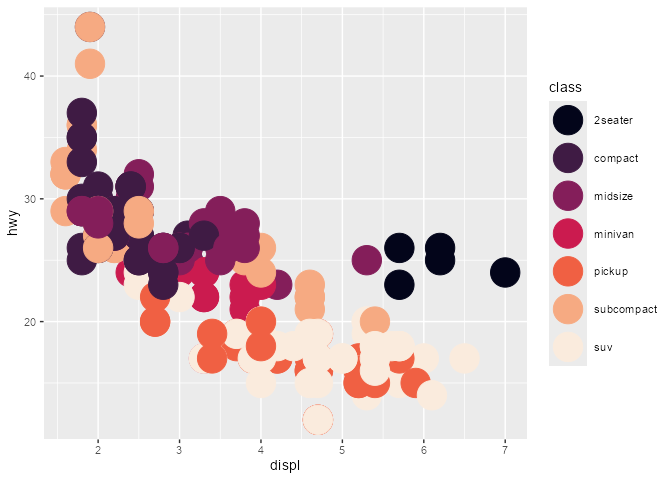 class
2seater
compact
midsize
minivan
pickup
subcompact
suv
hwy
40
30
20
2 3 4 5 6 7
displ